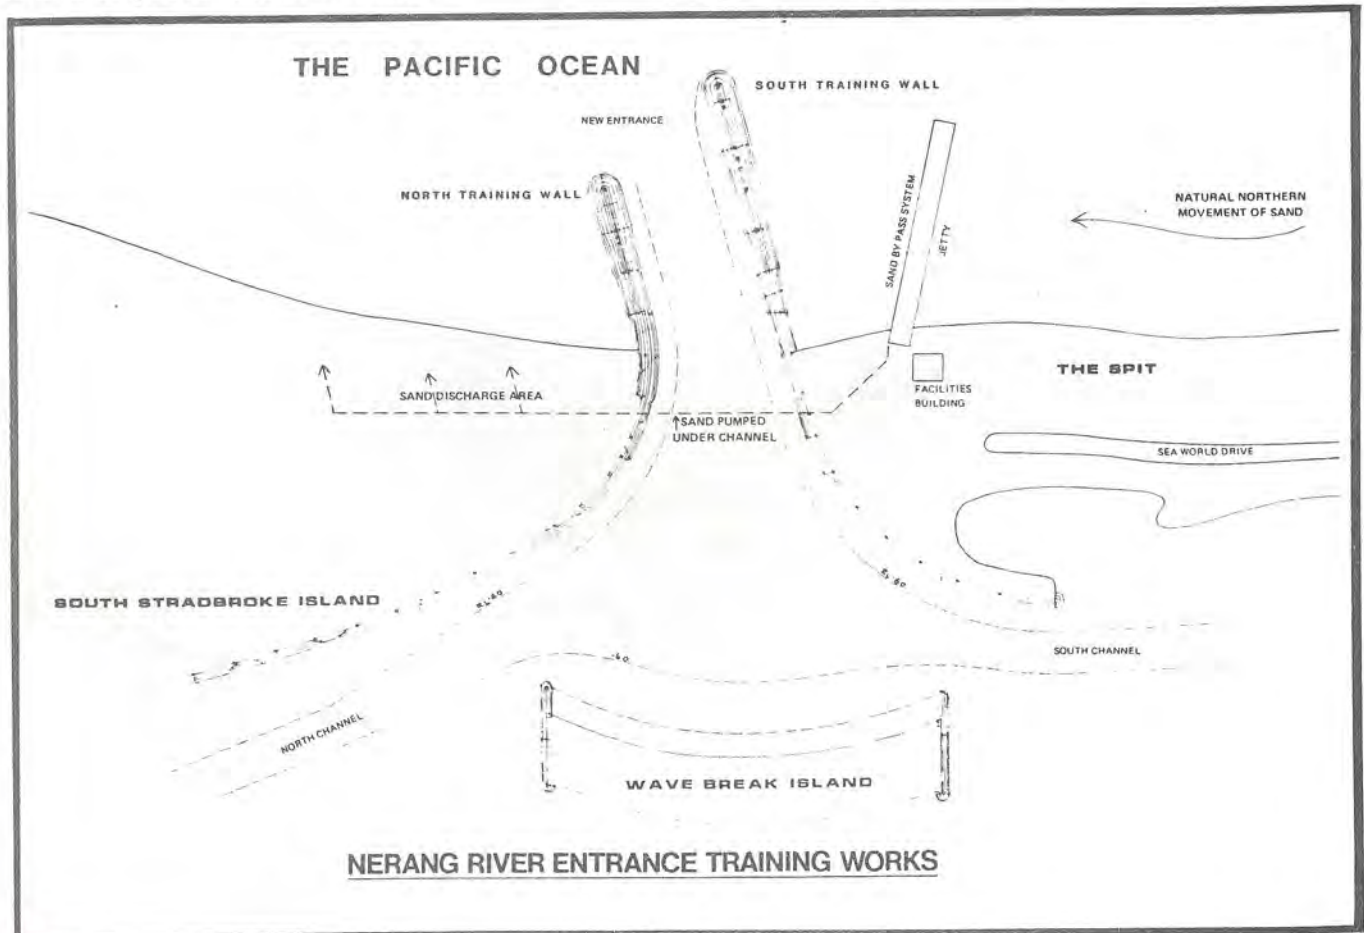 THE PACIFIC OCEAN
SOUTH TRAINING WALL
NEW ENTRANCE
NORTH TRAINING WALL
SAND BY PASS SYSTEM
JETTY
NATURAL NORTHERN
MOVEMENT OF SAND
THE SPIT
FACILITIES
BUILDING
SAND DISCHARGE AREA
SAND PUMPED
UNDER CHANNEL
SEA WORLD DRIVE
SOUTH STRADBROKE ISLAND
SOUTH CHANNEL
NORTH CHANNEL
WAVE BREAK ISLAND
NERANG RIVER ENTRANCE TRAINING WORKS